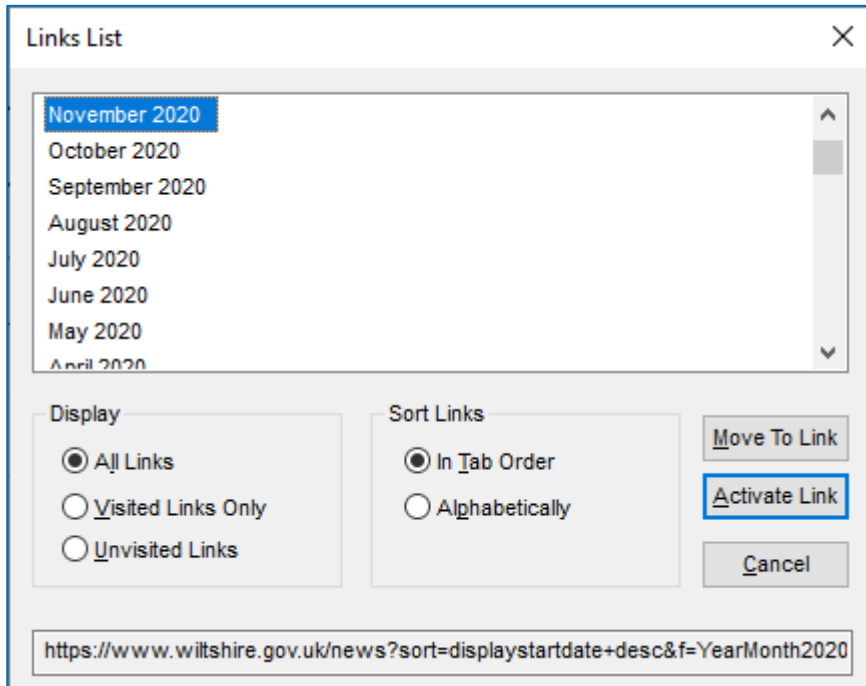 Links List
November 2020
October 2020
September 2020
August 2020
July 2020
June 2020
May 2020
April 2020
Display
All Links
Visited Links Only
Unvisited Links
Sort Links
In Tab Order
Alphabetically
Move To Link
Activate Link
Cancel
https://www.wiltshire.gov.uk/news?sort=displaystartdate+desc&f=YearMonth2020